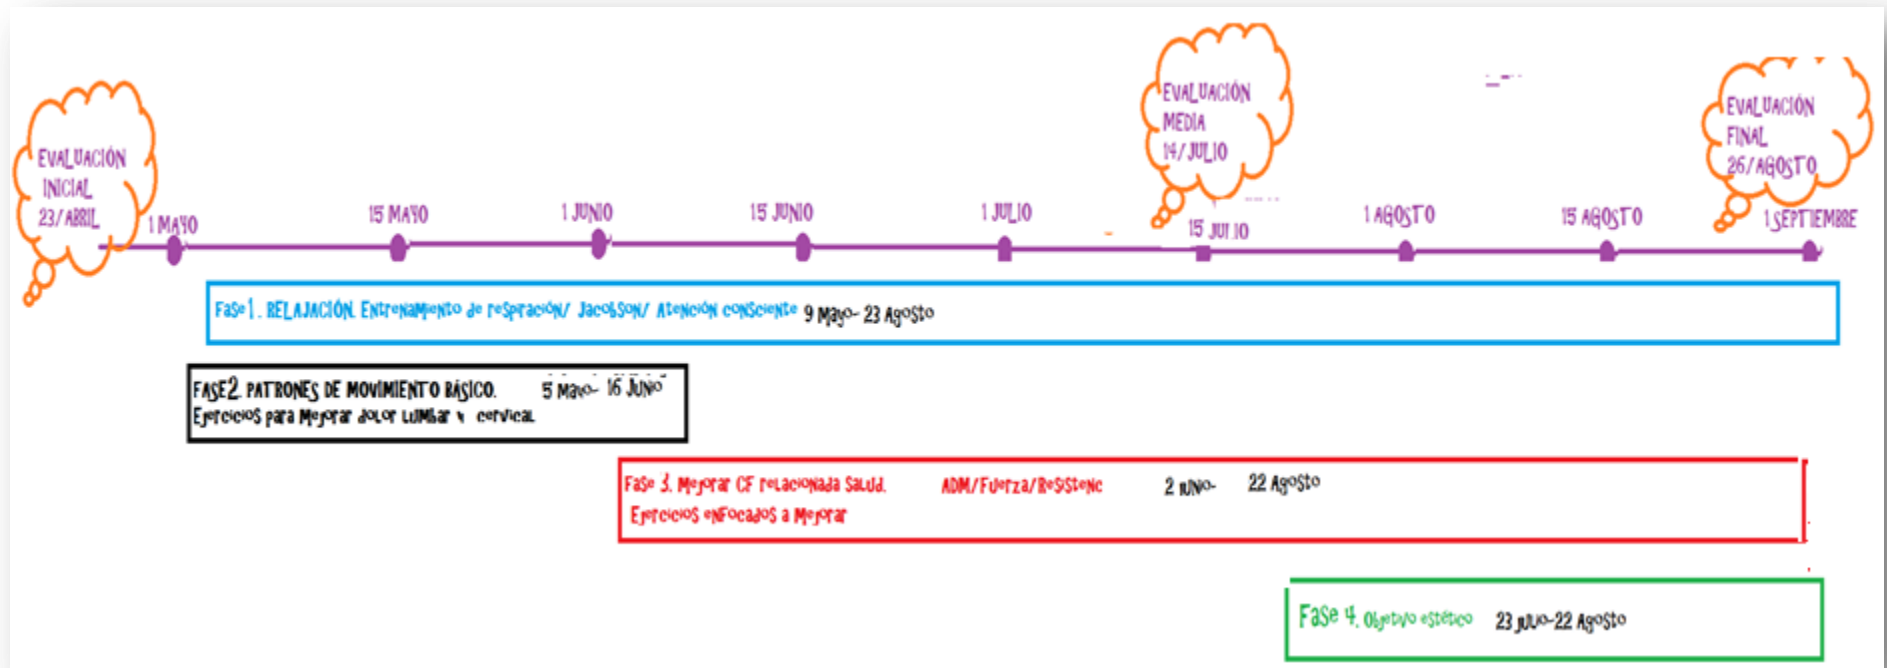 EVALUACIÓN
INICIAL
23/ABRIL
EVALUACIÓN
MEDIA
14/JULIO
EVALUACIÓN
FINAL
26/AGOSTO
1 MAYO
15 MAYO
1 JUNIO
15 JUNIO
1 JULIO
15 JULIO
1 AGOSTO
15 AGOSTO
1 SEPTIEMBRE
Fase 1. RELAJACIÓN. Entrenamiento de respiración/ Jacobson/ Atención consciente 9 Mayo- 23 Agosto
FASE2. PATRONES DE MOVIMIENTO BÁSICO. 5 Mayo- 16 Junio
Ejercicios para Mejorar dolor lumbar y cervical
Fase 3. Mejorar CF relacionada Salud. ADM/Fuerza/Resistenc 2 junio- 22 Agosto
Ejercicios enfocados a Mejorar
Fase 4. Objetivo estético 23 julio-22 Agosto